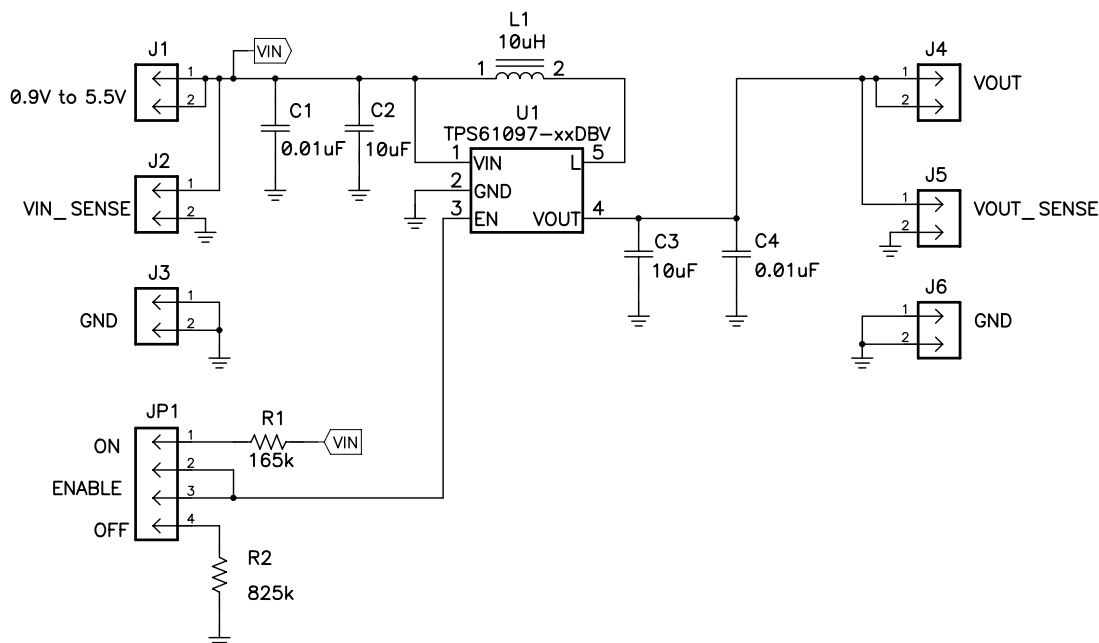 L1
10uH
J1
VIN
1
2
0.9V to 5.5V
1 2
C1
0.01uF
C2
10uF
U1
TPS61097-xxDBV
1 VIN
2 GND
3 EN
L 5
VOUT 4
J4
1
2
VOUT
J2
1
2
VIN_SENSE
J5
1
2
VOUT_SENSE
C3
10uF
C4
0.01uF
J3
1
2
GND
J6
1
2
GND
JP1
ON
1
2
ENABLE
3
OFF
4
R1
165k
VIN
R2
825k